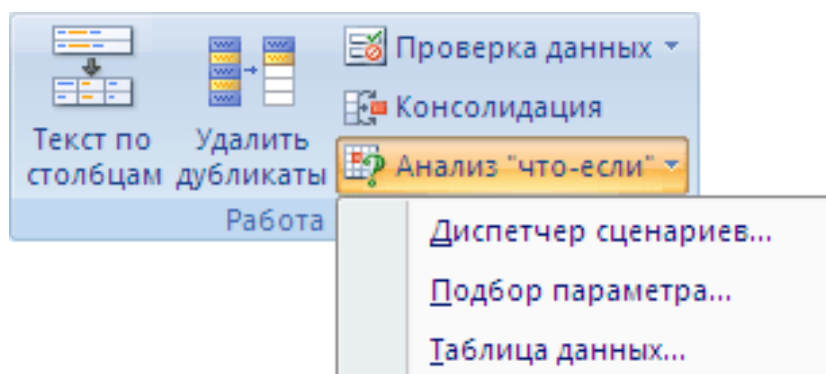 Текст по
столбцам
Удалить
дубликаты
Проверка данных
Консолидация
Анализ "что-если"
Работа
Диспетчер сценариев...
Подбор параметра...
Таблица данных...